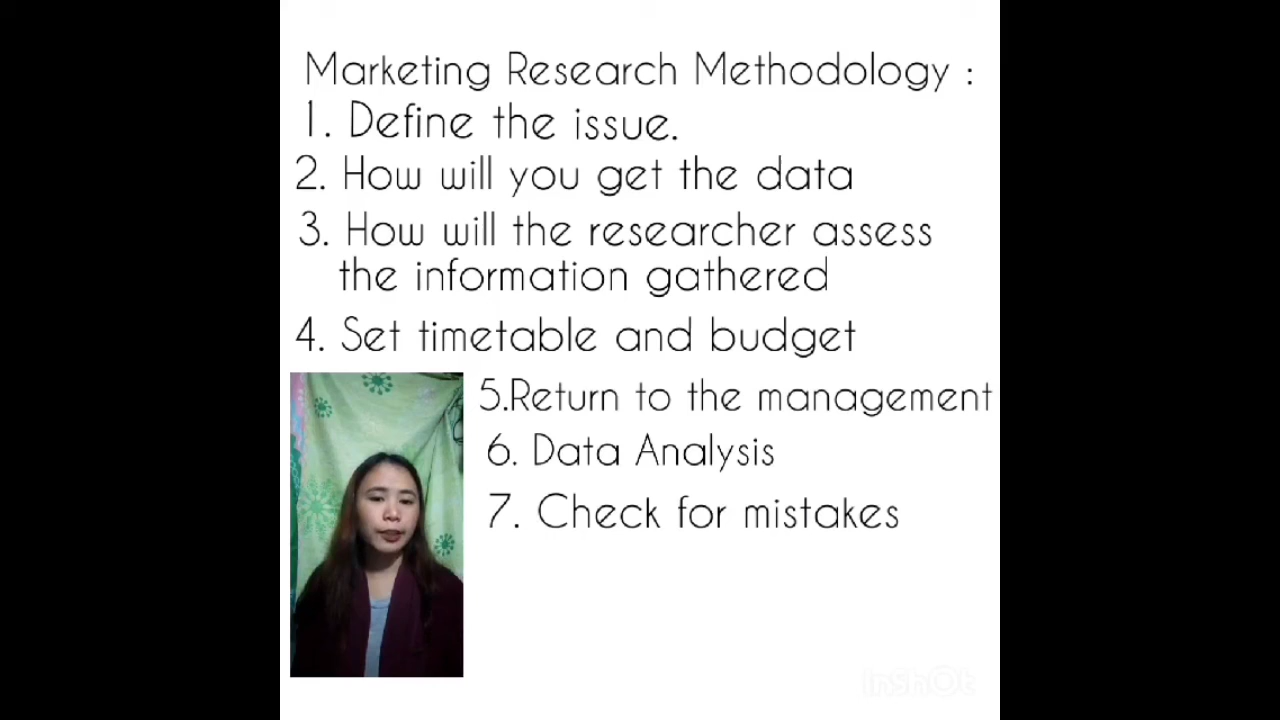 Marketing Research Methodology :
1. Define the issue.
2. How will you get the data
3. How will the researcher assess
the information gathered
4. Set timetable and budget
5.Return to the management
6. Data Analysis
7. Check for mistakes
InShOt